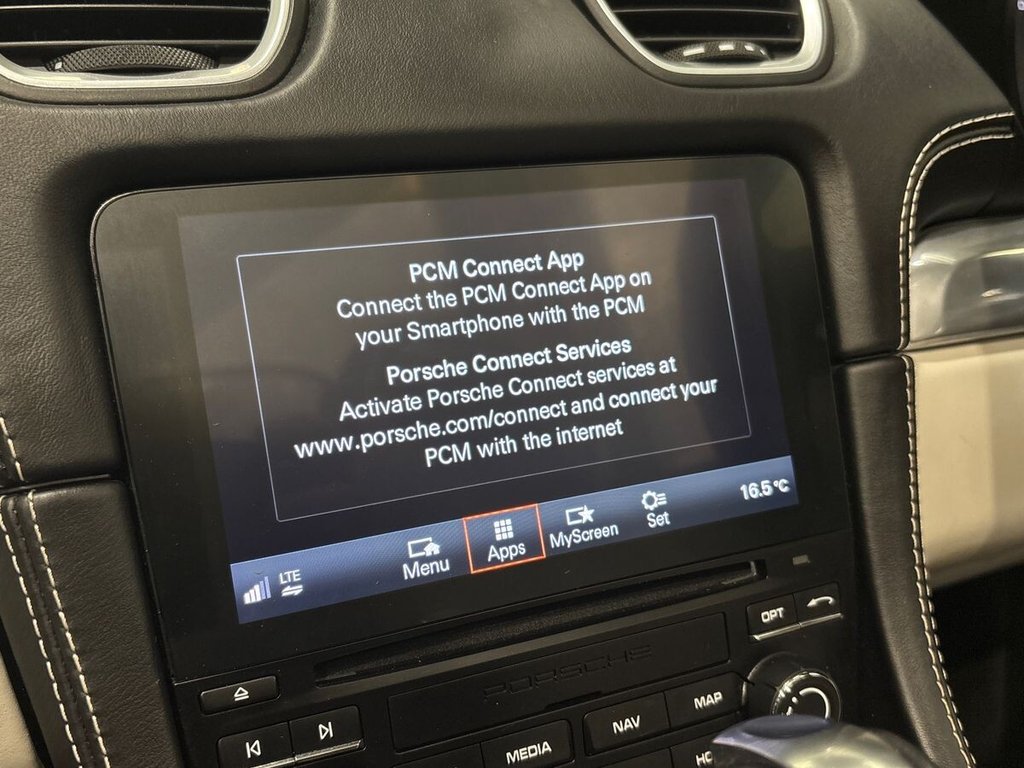 PCM Connect App
Connect the PCM Connect App on
your Smartphone with the PCM
Porsche Connect Services
Activate Porsche Connect services at
www.porsche.com/connect and connect your
PCM with the internet
LTE
Menu
Apps
MyScreen
Set
16.5°C
OPT
PORSCHE
MAP
NAV
MEDIA